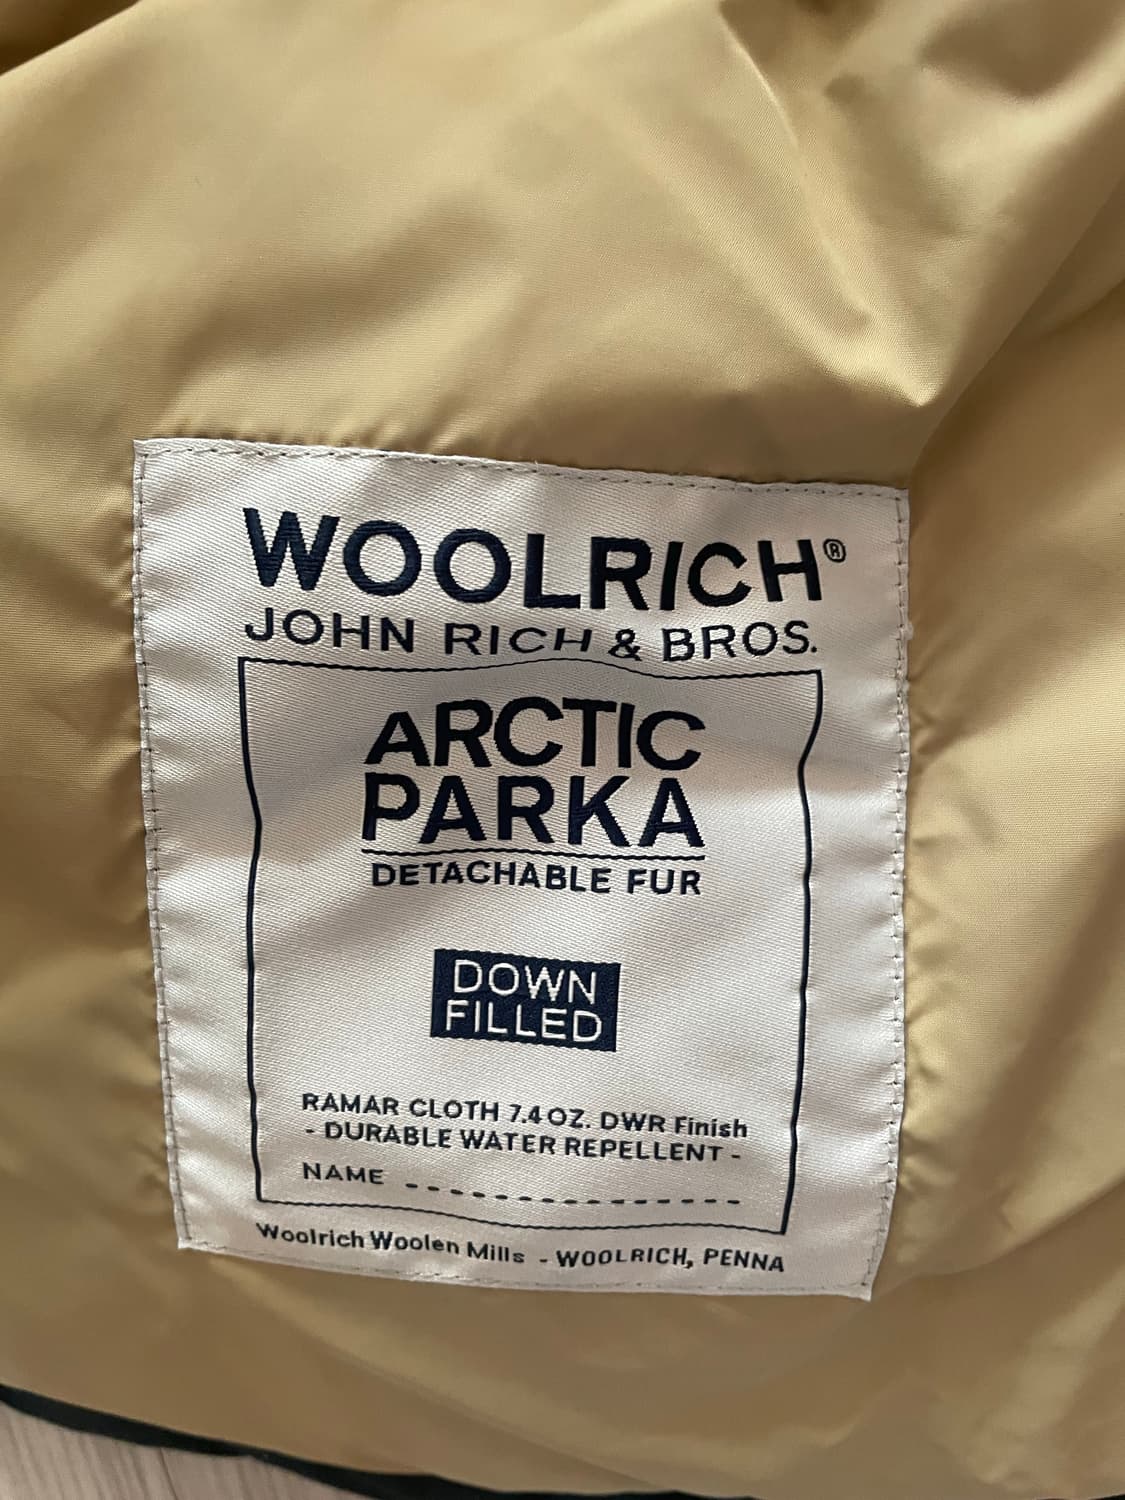 WOOLRICH®
JOHN RICH & BROS.
ARCTIC
PARKA
DETACHABLE FUR
DOWN
FILLED
RAMAR CLOTH 7.4 OZ. DWR Finish
- DURABLE WATER REPELLENT -
NAME ----------------
Woolrich Woolen Mills - WOOLRICH, PENNA